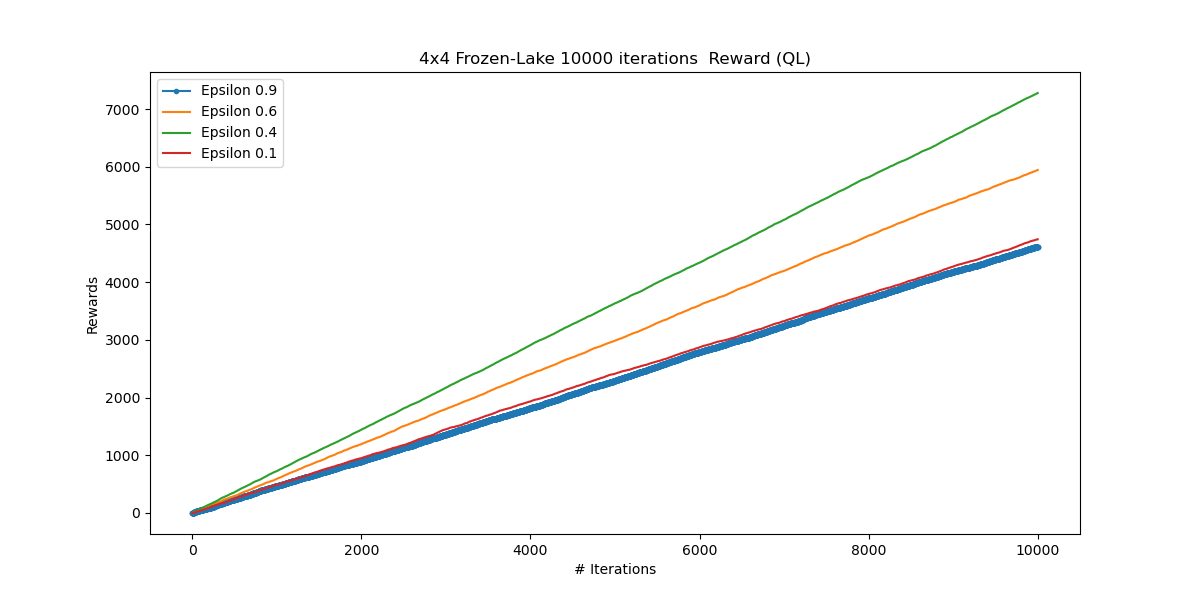 4x4 Frozen-Lake 10000 iterations  Reward (QL)
Epsilon 0.9
Epsilon 0.6
Epsilon 0.4
Epsilon 0.1
Rewards
7000
6000
5000
4000
3000
2000
1000
0
0 2000 4000 6000 8000 10000
# Iterations